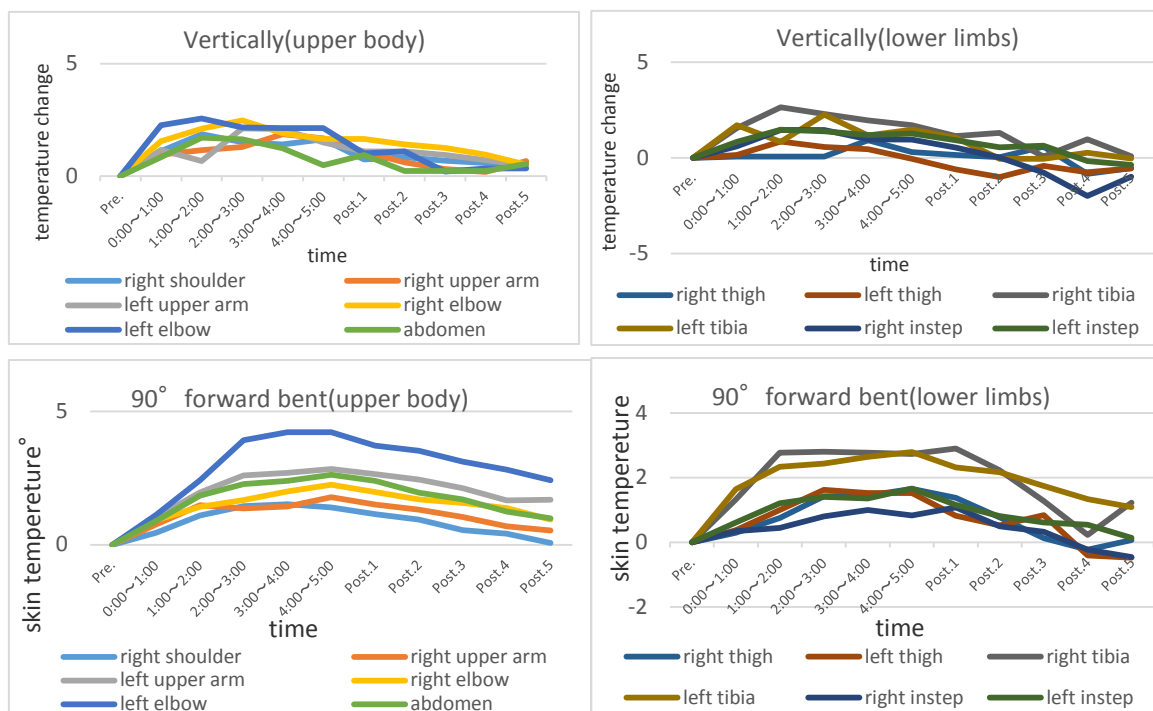 Vertically(upper body)
5
0
temperature change
Pre.
0:00～1:00
1:00～2:00
2:00～3:00
3:00～4:00
4:00～5:00
Post.1
Post.2
Post.3
Post.4
Post.5
time
right shoulder
right upper arm
left upper arm
right elbow
left elbow
abdomen
Vertically(lower limbs)
5
0
-5
temperature change
Pre.
0:00～1:00
1:00～2:00
2:00～3:00
3:00～4:00
4:00～5:00
Post.1
Post.2
Post.3
Post.4
Post.5
time
right thigh
left thigh
right tibia
left tibia
right instep
left instep
90° forward bent(upper body)
5
0
skin tempereture°
Pre.
0:00～1:00
1:00～2:00
2:00～3:00
3:00～4:00
4:00～5:00
Post.1
Post.2
Post.3
Post.4
Post.5
time
right shoulder
right upper arm
left upper arm
right elbow
left elbow
abdomen
90° forward bent(lower limbs)
4
2
0
-2
skin tempereture
Pre.
0:00～1:00
1:00～2:00
2:00～3:00
3:00～4:00
4:00～5:00
Post.1
Post.2
Post.3
Post.4
Post.5
time
right thigh
left thigh
right tibia
left tibia
right instep
left instep